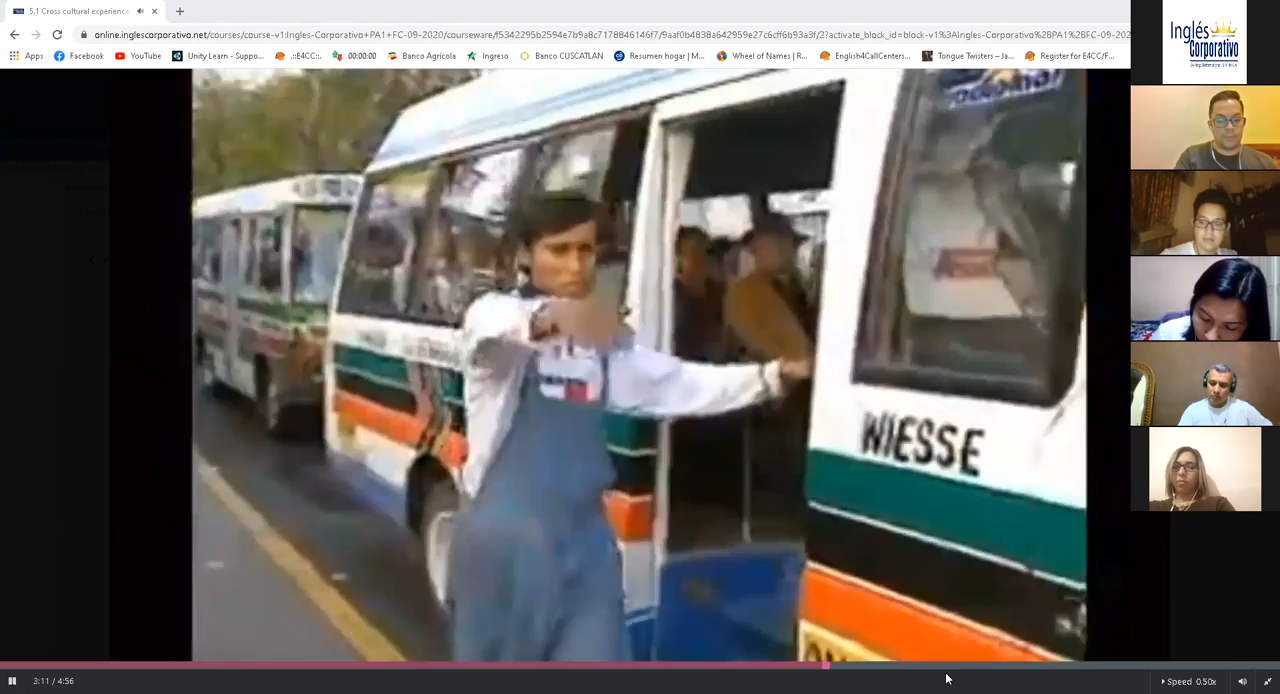 5.1 Cross cultural experience
online.inglescorporativo.net/courses/course-v1:Ingles-Corporativo+PA1+FC-09-2020/courseware/f5342365b2594e7b9a8c7178846146f7/9aaf0b4838a642959e27c6cff6b93a3f/2?activate_block_id=block-v1%3AIngles-Corporativo%2BPA1%2BFC-09-202
Apps Facebook YouTube Unity Learn - Suppo... .::E4CC::. 00:00:00 Banco Agrícola Ingresr Banco CUSCATLAN Resumen hogar | M... Wheel of Names | R... English4CallCenters... Tongue Twisters – Ja... Register for E4CC/F...
Inglés
Corporativo
WIESSE
3:11 / 4:56
Speed 0.50x